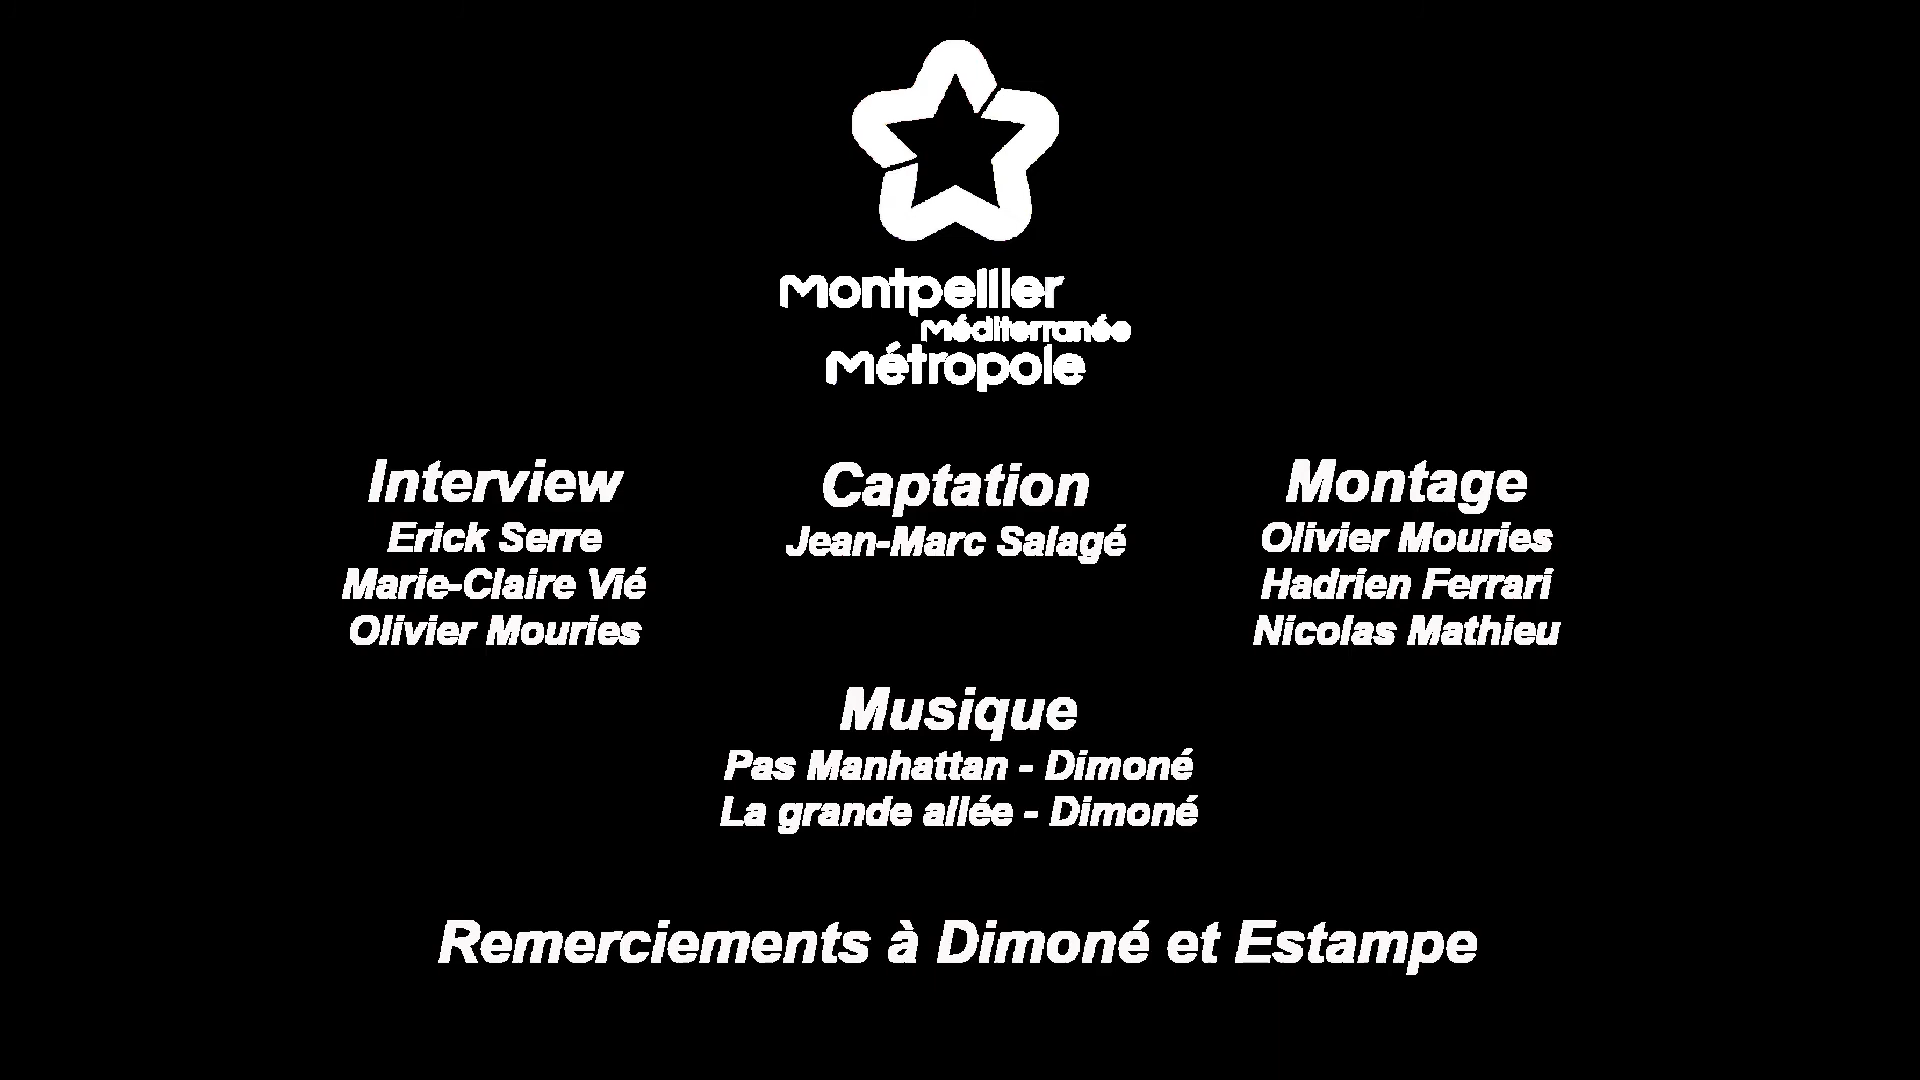 Montpellier
Méditerranée
Métropole
Interview
Erick Serre
Marie-Claire Vié
Olivier Mouries
Captation
Jean-Marc Salagé
Montage
Olivier Mouries
Hadrien Ferrari
Nicolas Mathieu
Musique
Pas Manhattan - Dimoné
La grande allée - Dimoné
Remerciements à Dimoné et Estampe